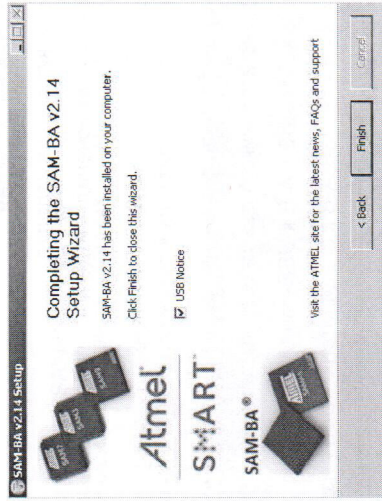 SAM-BA v2.14 Setup
Atmel
SMART
SAM-BA ®
Completing the SAM-BA v2.14
Setup Wizard
SAM-BA v2.14 has been installed on your computer.
Click Finish to close this wizard.
USB Notice
Visit the ATMEL site for the latest news, FAQs and support
< Back
Finish
Cancel